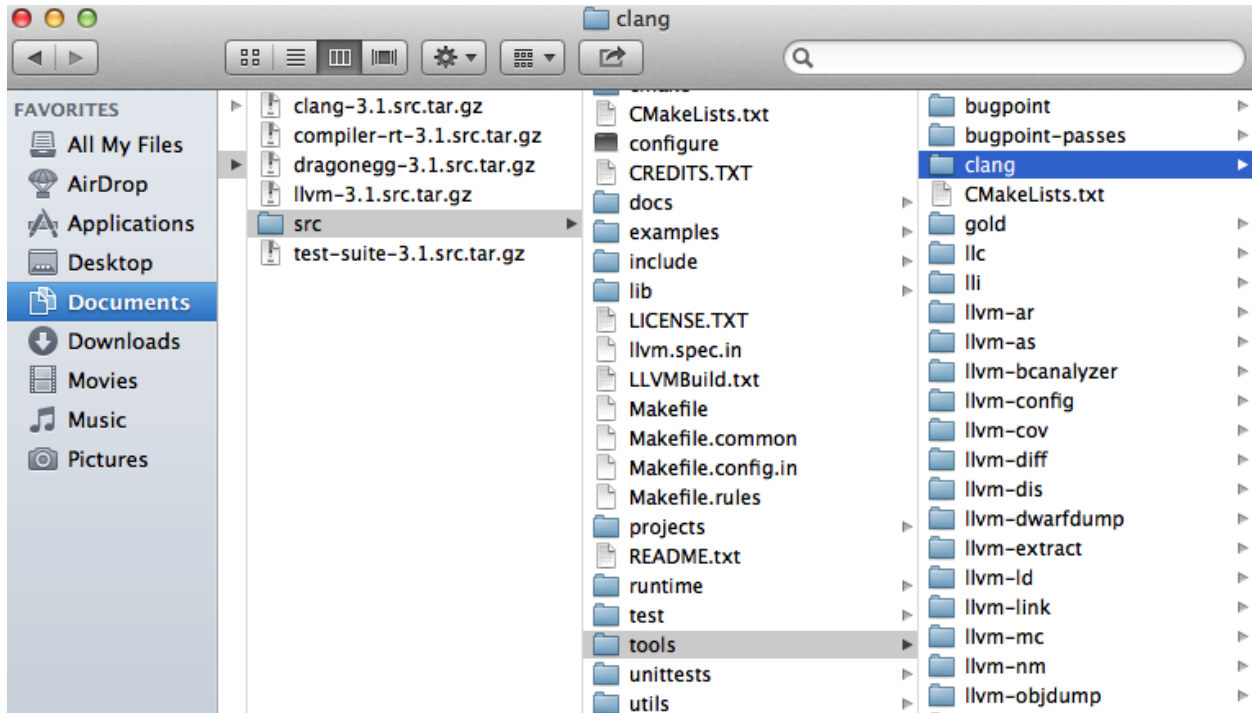 clang
FAVORITES
All My Files
AirDrop
Applications
Desktop
Documents
Downloads
Movies
Music
Pictures
clang-3.1.src.tar.gz
compiler-rt-3.1.src.tar.gz
dragonegg-3.1.src.tar.gz
llvm-3.1.src.tar.gz
src
test-suite-3.1.src.tar.gz
CMakeLists.txt
configure
CREDITS.TXT
docs
examples
include
lib
LICENSE.TXT
llvm.spec.in
LLVMBuild.txt
Makefile
Makefile.common
Makefile.config.in
Makefile.rules
projects
README.txt
runtime
test
tools
unittests
utils
bugpoint
bugpoint-passes
clang
CMakeLists.txt
gold
llc
lli
llvm-ar
llvm-as
llvm-bcanalyzer
llvm-config
llvm-cov
llvm-diff
llvm-dis
llvm-dwarfdump
llvm-extract
llvm-ld
llvm-link
llvm-mc
llvm-nm
llvm-objdump